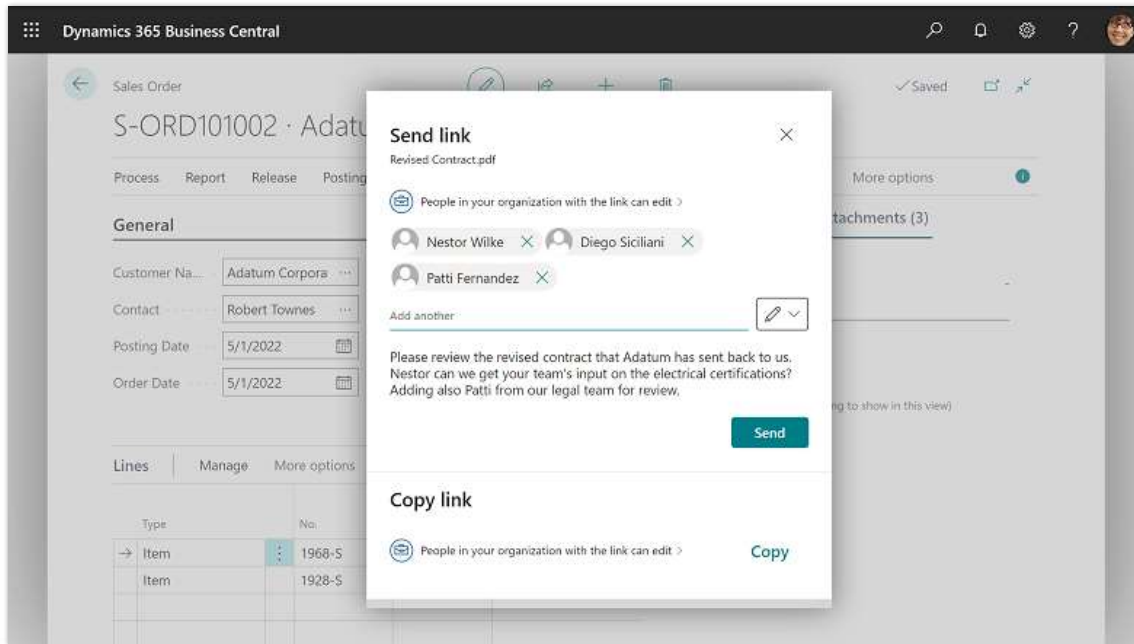 Dynamics 365 Business Central
Sales Order
Saved
S-ORD101002 · Adatu
Process Report Release Posting
More options
General
tachments (3)
Customer Na...
Adatum Corpora
Contact
Robert Townes
Posting Date
5/1/2022
Order Date
5/1/2022
ng to show in this view)
Lines
Manage
More options
Type
No.
Item
1968-S
Item
1928-S
Send link
Revised Contract.pdf
People in your organization with the link can edit
Nestor Wilke
Diego Siciliani
Patti Fernandez
Add another
Please review the revised contract that Adatum has sent back to us.
Nestor can we get your team's input on the electrical certifications?
Adding also Patti from our legal team for review.
Send
Copy link
People in your organization with the link can edit
Copy